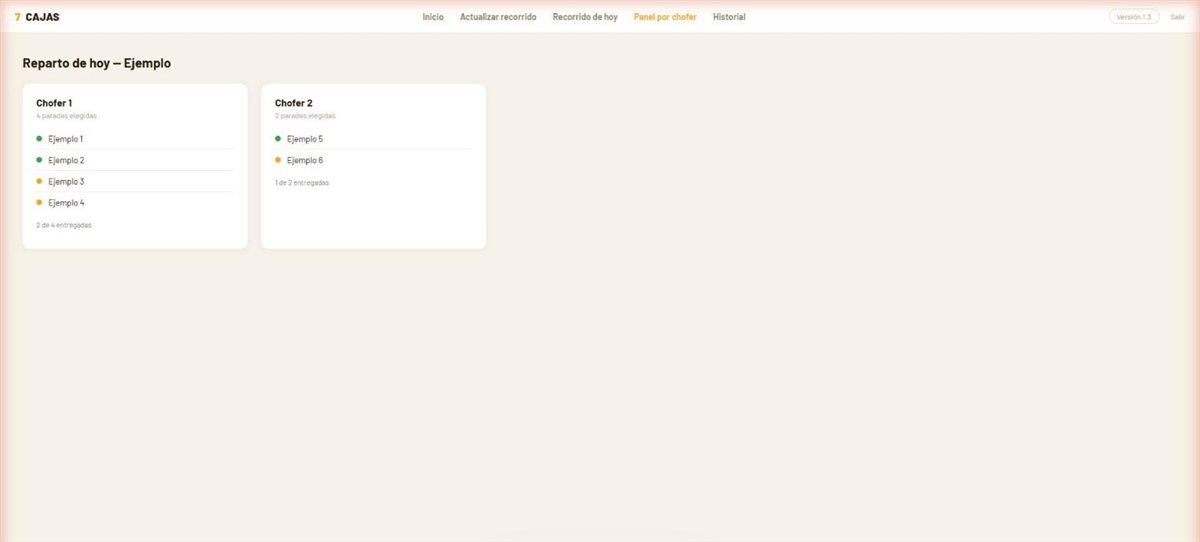 7 CAJAS Inicio Actualizar recorrido Recorrido de hoy Panel por chofer Historial Versión 1.3 Salir
Reparto de hoy — Ejemplo
Chofer 1
4 paradas elegidas
Ejemplo 1
Ejemplo 2
Ejemplo 3
Ejemplo 4
2 de 4 entregadas
Chofer 2
2 paradas elegidas
Ejemplo 5
Ejemplo 6
1 de 2 entregadas